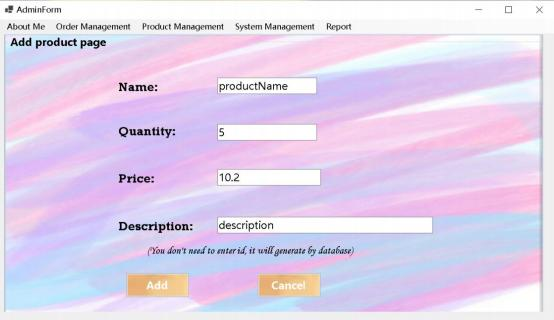 AdminForm
About Me Order Management Product Management System Management Report
Add product page
Name: productName
Quantity: 5
Price: 10.2
Description: description
(You don't need to enter id, it will generate by database)
Add Cancel